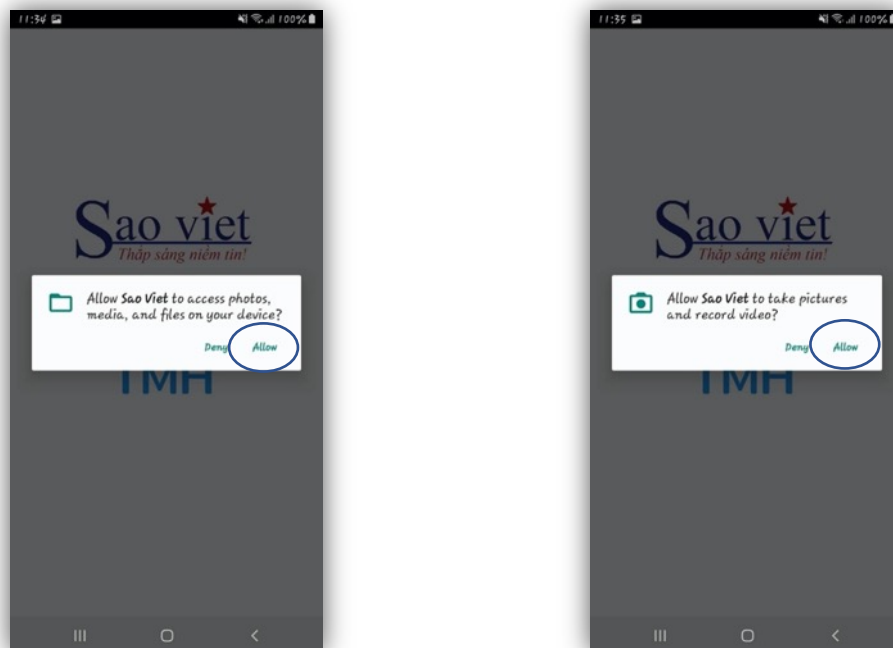 11:34
100%
Sao việt
Thắp sáng niềm tin!
Allow Sao Viet to access photos,
media, and files on your device?
Deny Allow
TMH
11:35
100%
Sao việt
Thắp sáng niềm tin!
Allow Sao Viet to take pictures
and record video?
Deny Allow
TMH